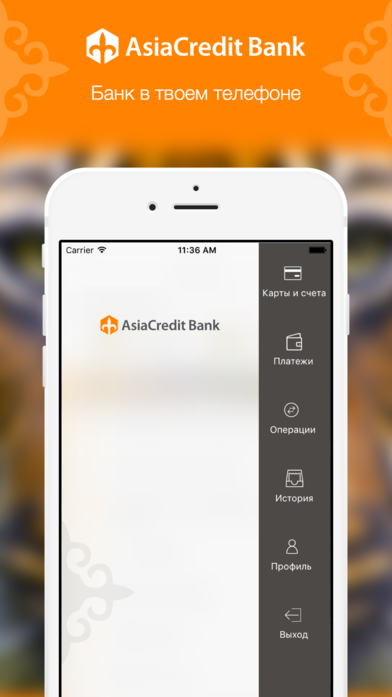 AsiaCredit Bank
Банк в твоем телефоне
Carrier 11:36 AM
Карты и счета
AsiaCredit Bank
Платежи
Операции
История
Профиль
Выход